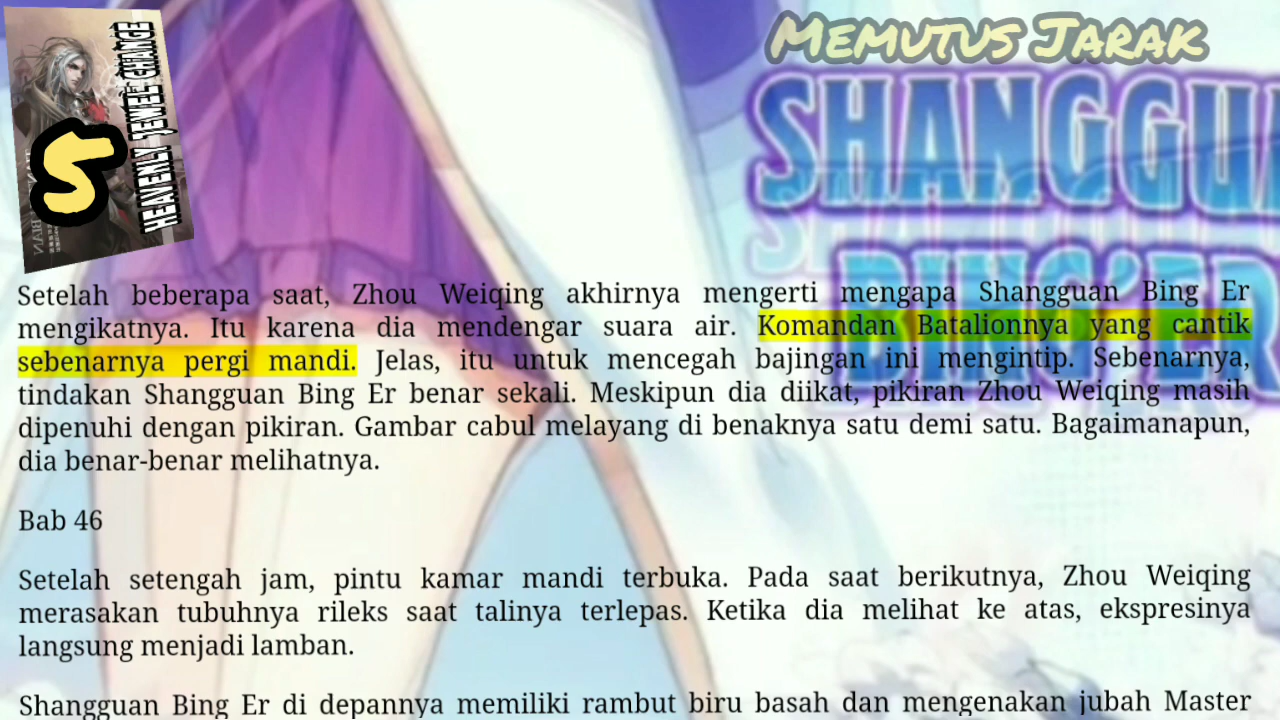 HEAVENLY JEWEL CHANGE
5
Memutus Jarak
SHANGGUA
BING'ER
Setelah beberapa saat, Zhou Weiqing akhirnya mengerti mengapa Shangguan Bing Er
mengikatnya. Itu karena dia mendengar suara air. Komandan Batalionnya yang cantik
sebenarnya pergi mandi. Jelas, itu untuk mencegah bajingan ini mengintip. Sebenarnya,
tindakan Shangguan Bing Er benar sekali. Meskipun dia diikat, pikiran Zhou Weiqing masih
dipenuhi dengan pikiran. Gambar cabul melayang di benaknya satu demi satu. Bagaimanapun,
dia benar-benar melihatnya.
Bab 46
Setelah setengah jam, pintu kamar mandi terbuka. Pada saat berikutnya, Zhou Weiqing
merasakan tubuhnya rileks saat talinya terlepas. Ketika dia melihat ke atas, ekspresinya
langsung menjadi lamban.
Shangguan Bing Er di depannya memiliki rambut biru basah dan mengenakan jubah Master